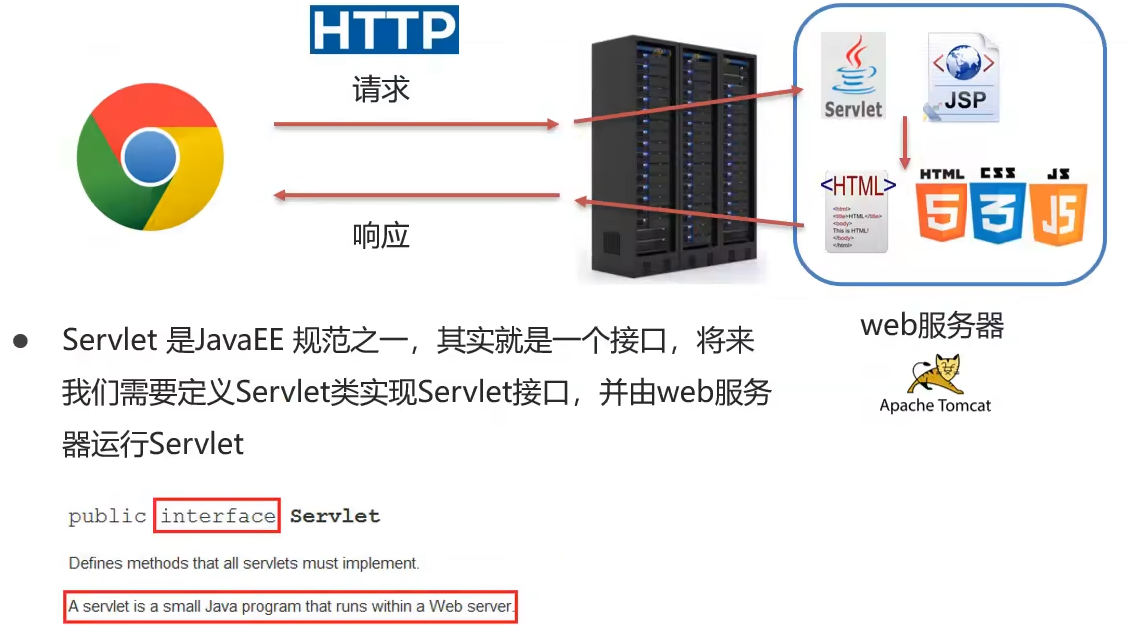 HTTP
请求
响应
Servlet
JSP
<HTML>
<html>
<title>HTML</title>
<body>
This is HTML!
</body>
</html>
HTML
5
CSS
3
JS
JS
web服务器
Apache Tomcat
● Servlet 是JavaEE 规范之一，其实就是一个接口，将来
我们需要定义Servlet类实现Servlet接口，并由web服务
器运行Servlet
public interface Servlet
Defines methods that all servlets must implement.
A servlet is a small Java program that runs within a Web server.